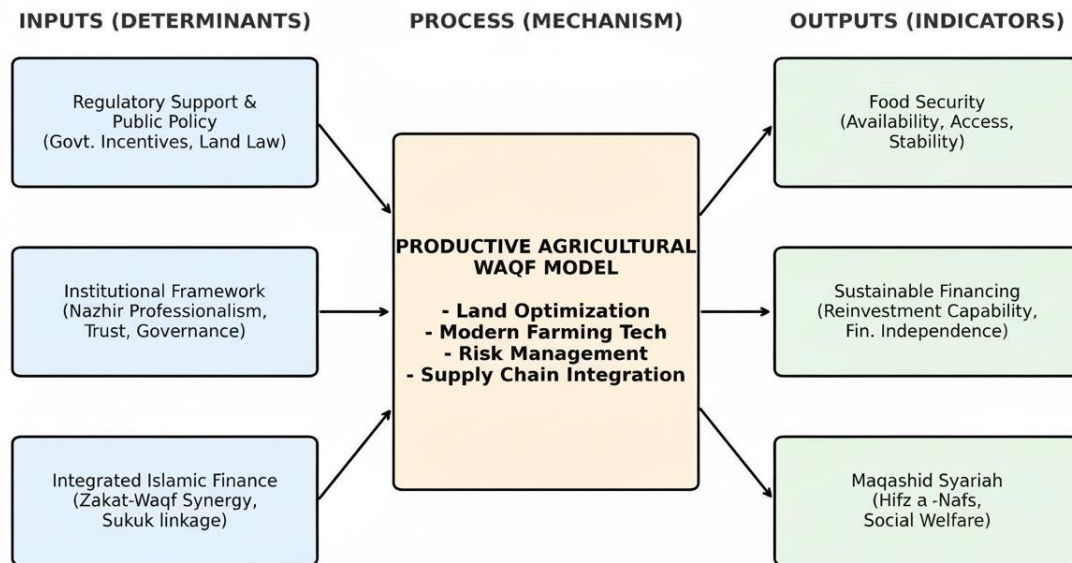 INPUTS (DETERMINANTS)
PROCESS (MECHANISM)
OUTPUTS (INDICATORS)
Regulatory Support &
Public Policy
(Govt. Incentives, Land Law)
Institutional Framework
(Nazhir Professionalism,
Trust, Governance)
Integrated Islamic Finance
(Zakat-Waqf Synergy,
Sukuk linkage)
PRODUCTIVE AGRICULTURAL
WAQF MODEL
- Land Optimization
- Modern Farming Tech
- Risk Management
- Supply Chain Integration
Food Security
(Availability, Access,
Stability)
Sustainable Financing
(Reinvestment Capability,
Fin. Independence)
Maqashid Syariah
(Hifz a -Nafs,
Social Welfare)